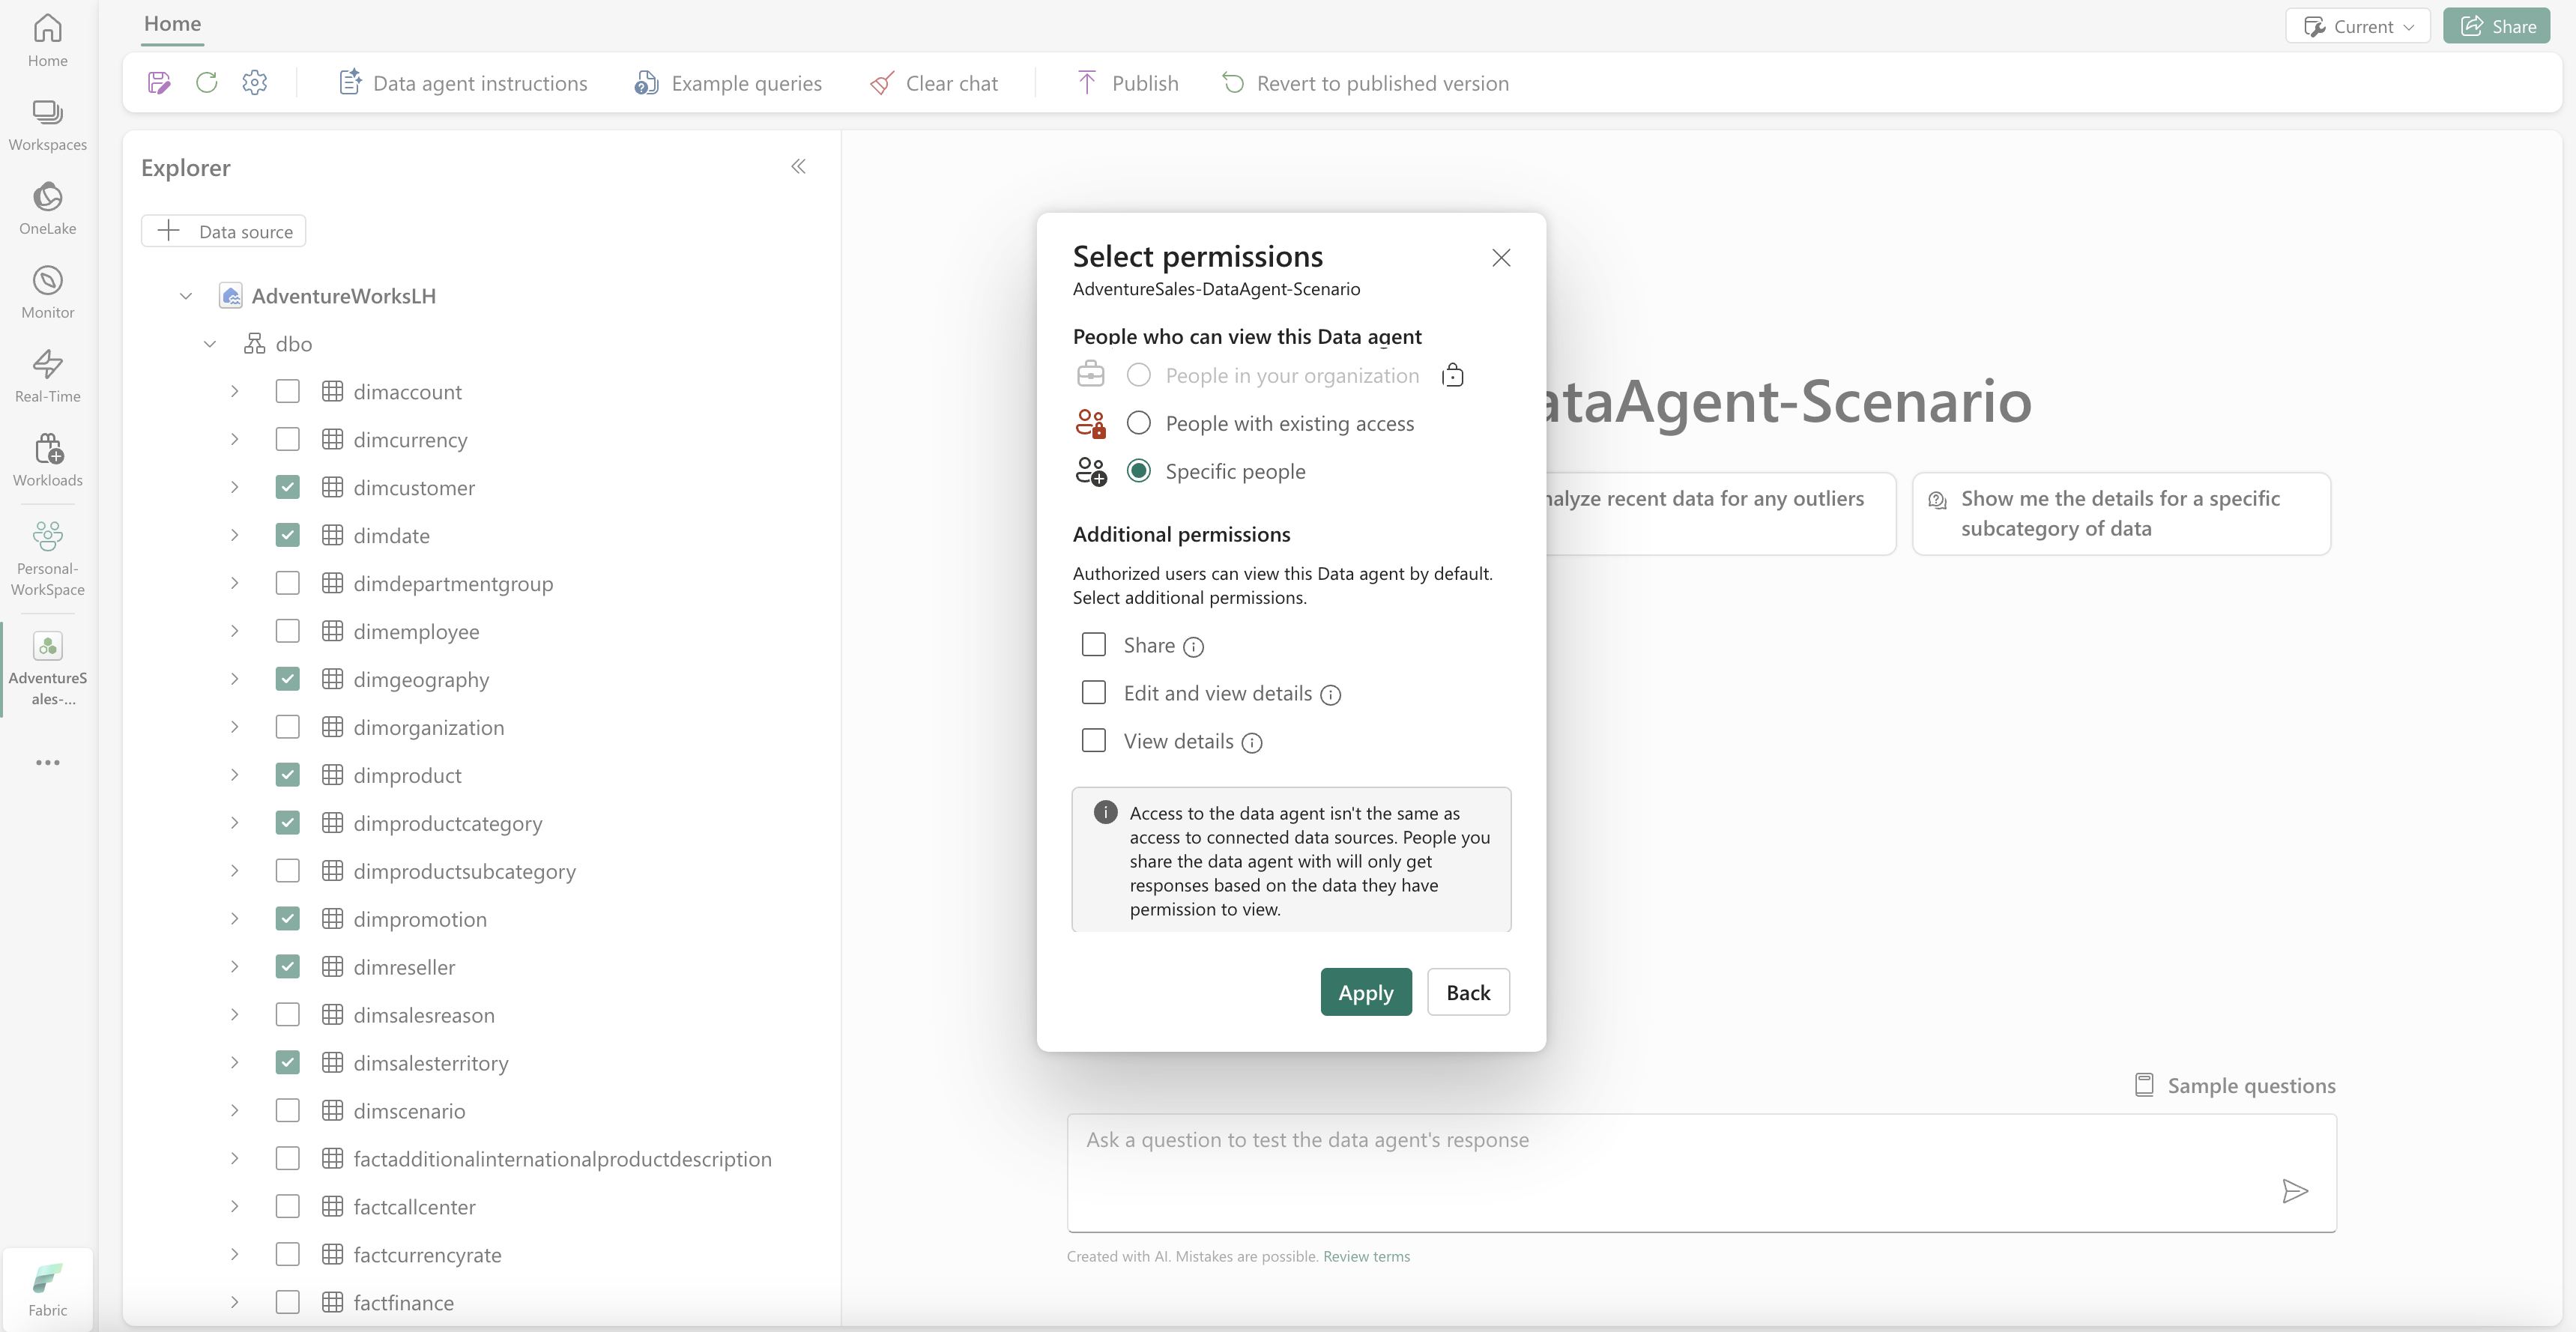 Home
Workspaces
OneLake
Monitor
Real-Time
Workloads
Personal-
WorkSpace
AdventureS
ales-...
Fabric
Home
Current
Share
Data agent instructions
Example queries
Clear chat
Publish
Revert to published version
Explorer
Data source
AdventureWorksLH
dbo
dimaccount
dimcurrency
dimcustomer
dimdate
dimdepartmentgroup
dimemployee
dimgeography
dimorganization
dimproduct
dimproductcategory
dimproductsubcategory
dimpromotion
dimreseller
dimsalesreason
dimsalesterritory
dimscenario
factadditionalinternationalproductdescription
factcallcenter
factcurrencyrate
factfinance
Select permissions
AdventureSales-DataAgent-Scenario
People who can view this Data agent
People in your organization
People with existing access
Specific people
Additional permissions
Authorized users can view this Data agent by default.
Select additional permissions.
Share
Edit and view details
View details
Access to the data agent isn't the same as
access to connected data sources. People you
share the data agent with will only get
responses based on the data they have
permission to view.
Apply
Back
ataAgent-Scenario
nalyze recent data for any outliers
Show me the details for a specific
subcategory of data
Sample questions
Ask a question to test the data agent's response
Created with AI. Mistakes are possible. Review terms